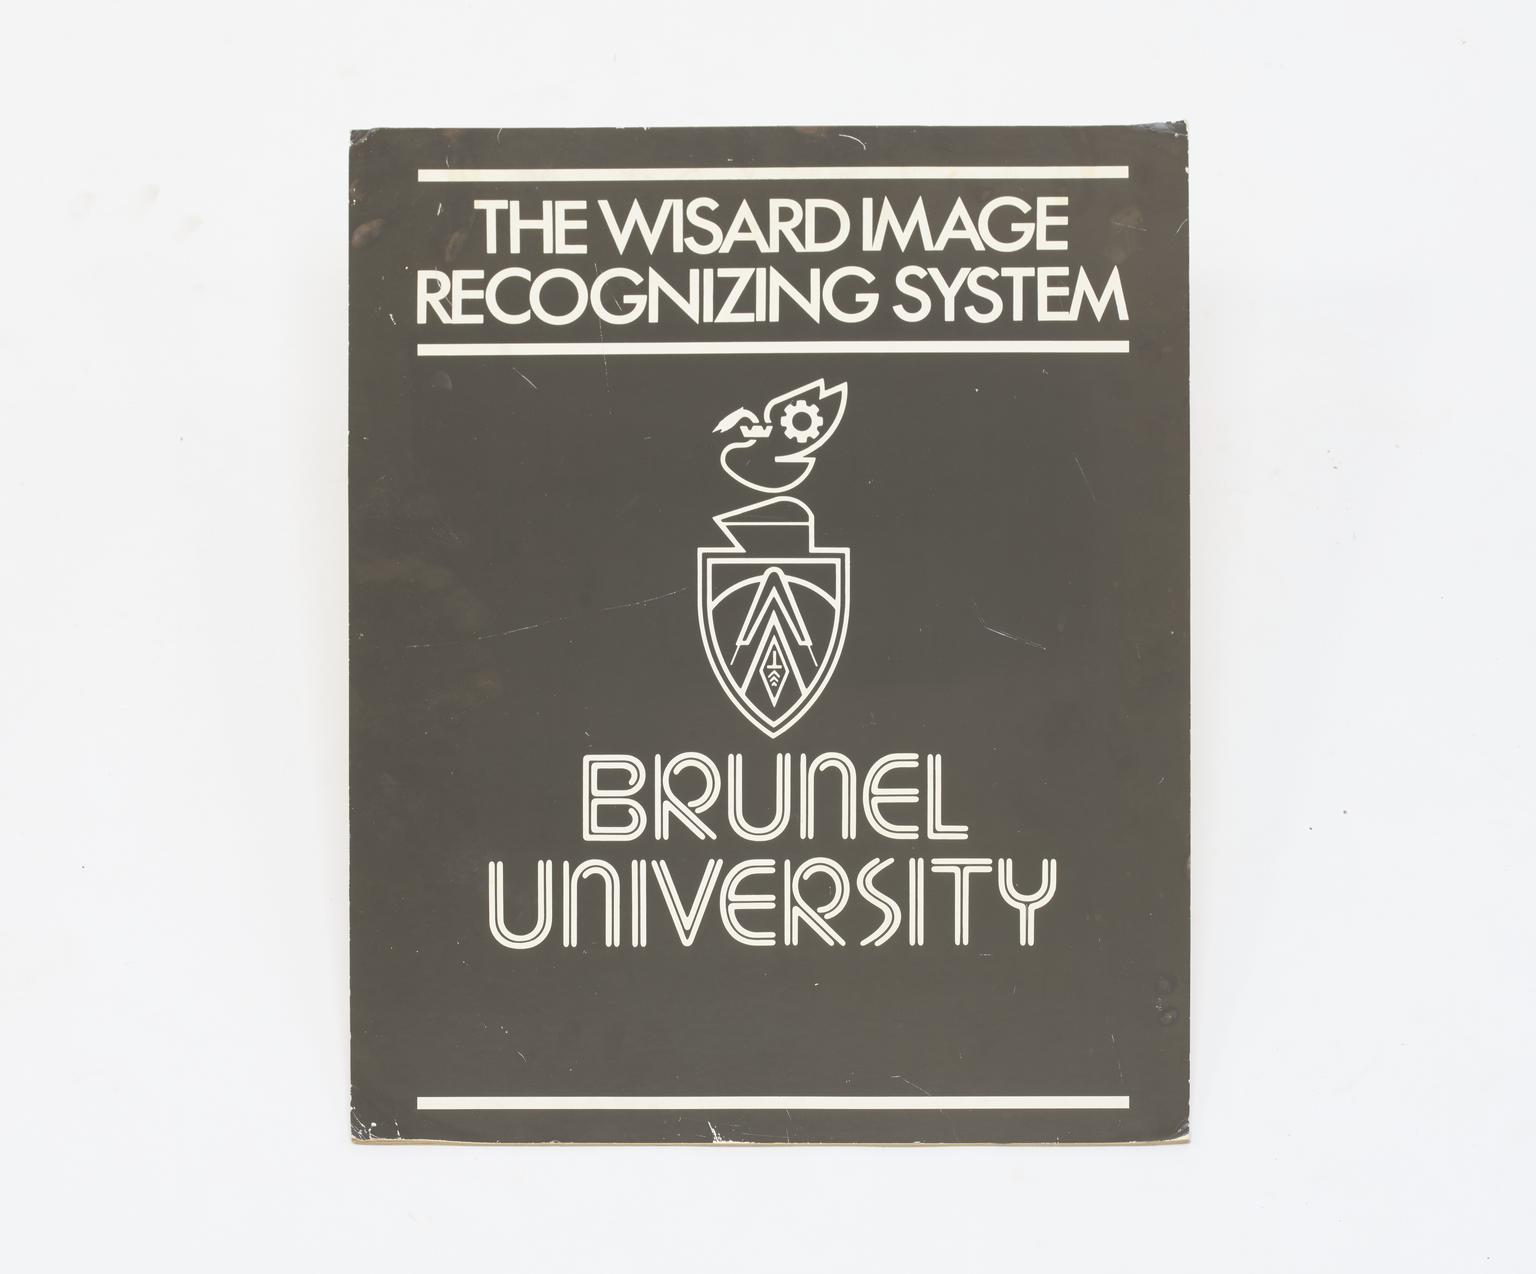 THE WISARD IMAGE
RECOGNIZING SYSTEM
BRUNEL
UNIVERSITY